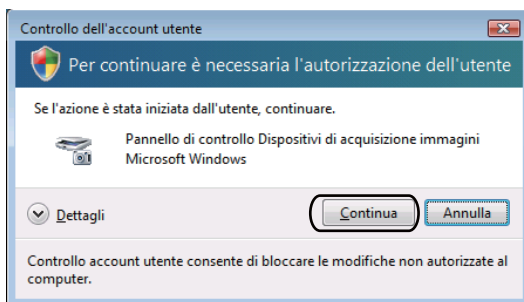 Controllo dell'account utente
Per continuare è necessaria l'autorizzazione dell'utente
Se l'azione è stata iniziata dall'utente, continuare.
Pannello di controllo Dispositivi di acquisizione immagini
Microsoft Windows
Dettagli
Continua
Annulla
Controllo account utente consente di bloccare le modifiche non autorizzate al
computer.